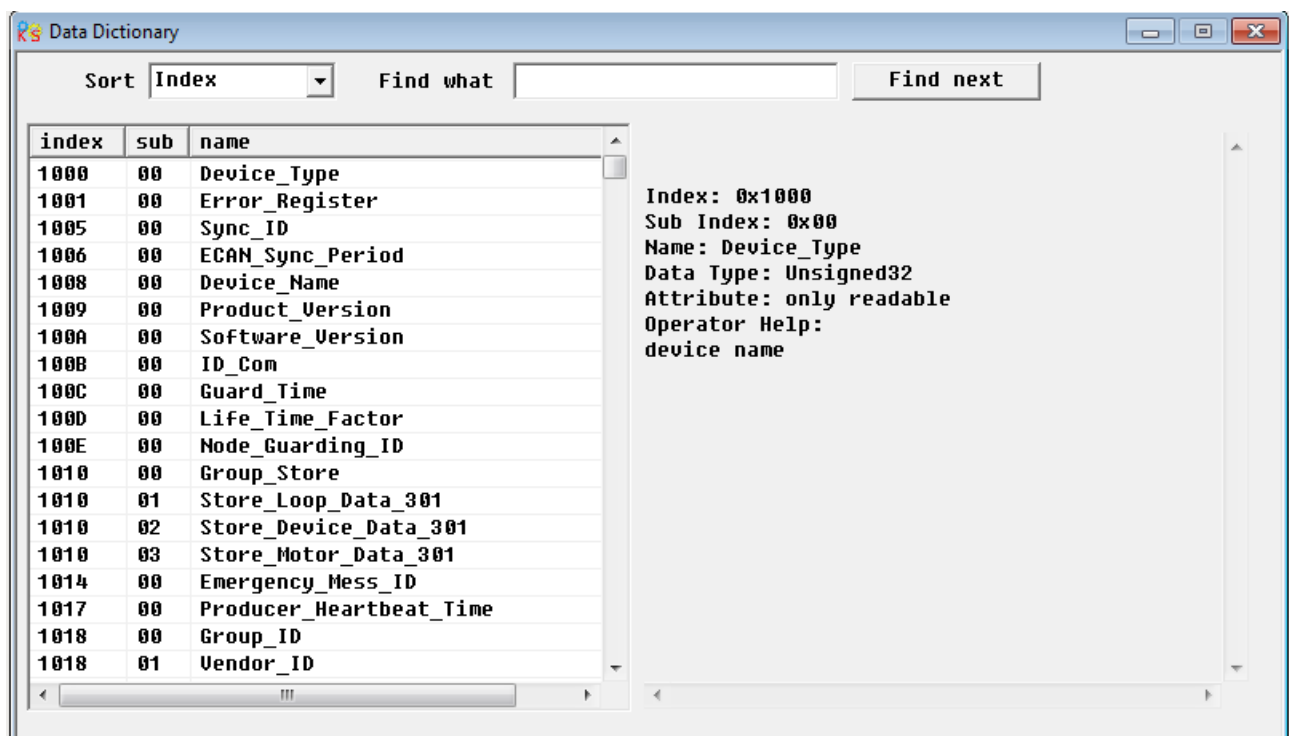 Data Dictionary
Sort Index Find what Find next
index sub name
1000 00 Device_Type
1001 00 Error_Register
1005 00 Sync_ID
1006 00 ECAN_Sync_Period
1008 00 Device_Name
1009 00 Product_Version
100A 00 Software_Version
100B 00 ID_Com
100C 00 Guard_Time
100D 00 Life_Time_Factor
100E 00 Node_Guarding_ID
1010 00 Group_Store
1010 01 Store_Loop_Data_301
1010 02 Store_Device_Data_301
1010 03 Store_Motor_Data_301
1014 00 Emergency_Mess_ID
1017 00 Producer_Heartbeat_Time
1018 00 Group_ID
1018 01 Vendor_ID
Index: 0x1000
Sub Index: 0x00
Name: Device_Type
Data Type: Unsigned32
Attribute: only readable
Operator Help:
device name